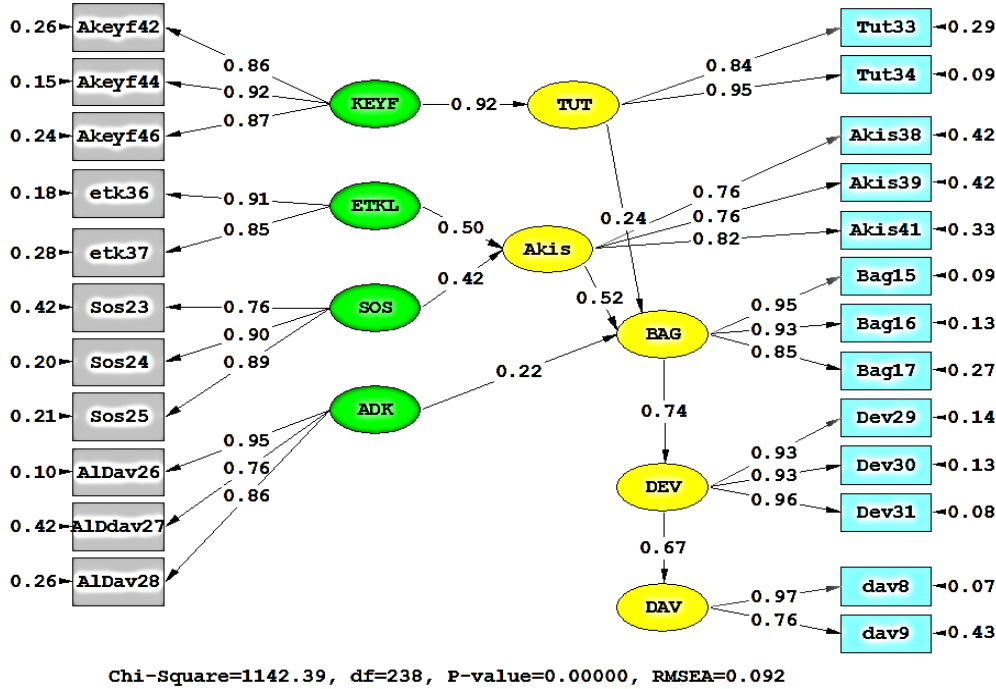 0.26 Akeyf42 Tut33 0.29
0.86 0.84
0.15 Akeyf44 0.92 KEYF 0.92 TUT 0.95 Tut34 0.09
0.87
0.24 Akeyf46 Akis38 0.42
0.18 etk36 0.91 ETKL 0.76 Akis39 0.42
0.85 0.50 0.24 0.76
0.28 etk37 Akis 0.82 Akis41 0.33
0.42 Sos23 0.76 SOS 0.42 0.52 0.95 Bag15 0.09
0.90 BAG 0.93 Bag16 0.13
0.20 Sos24 0.89 0.85
0.22 Bag17 0.27
0.21 Sos25 ADK 0.74 Dev29 0.14
0.95 0.93
0.10 AlDav26 0.76 0.93 Dev30 0.13
0.86 DEV 0.96
0.42 AlDdav27 Dev31 0.08
0.67
0.26 AlDav28 0.97 dav8 0.07
DAV 0.76
dav9 0.43
Chi-Square=1142.39, df=238, P-value=0.00000, RMSEA=0.092